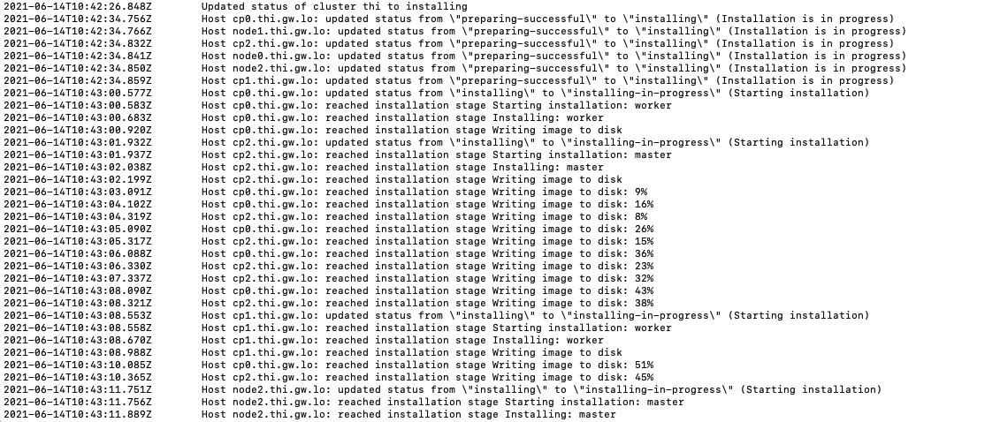 2021-06-14T10:42:26.848Z Updated status of cluster thi to installing
2021-06-14T10:42:34.756Z Host cp0.thi.gw.lo: updated status from \"preparing-successful\" to \"installing\" (Installation is in progress)
2021-06-14T10:42:34.766Z Host node1.thi.gw.lo: updated status from \"preparing-successful\" to \"installing\" (Installation is in progress)
2021-06-14T10:42:34.832Z Host cp2.thi.gw.lo: updated status from \"preparing-successful\" to \"installing\" (Installation is in progress)
2021-06-14T10:42:34.841Z Host node0.thi.gw.lo: updated status from \"preparing-successful\" to \"installing\" (Installation is in progress)
2021-06-14T10:42:34.850Z Host node2.thi.gw.lo: updated status from \"preparing-successful\" to \"installing\" (Installation is in progress)
2021-06-14T10:42:34.859Z Host cp1.thi.gw.lo: updated status from \"preparing-successful\" to \"installing\" (Installation is in progress)
2021-06-14T10:43:00.577Z Host cp0.thi.gw.lo: updated status from \"installing\" to \"installing-in-progress\" (Starting installation)
2021-06-14T10:43:00.583Z Host cp0.thi.gw.lo: reached installation stage Starting installation: worker
2021-06-14T10:43:00.683Z Host cp0.thi.gw.lo: reached installation stage Installing: worker
2021-06-14T10:43:00.920Z Host cp0.thi.gw.lo: reached installation stage Writing image to disk
2021-06-14T10:43:01.932Z Host cp2.thi.gw.lo: updated status from \"installing\" to \"installing-in-progress\" (Starting installation)
2021-06-14T10:43:01.937Z Host cp2.thi.gw.lo: reached installation stage Starting installation: master
2021-06-14T10:43:02.038Z Host cp2.thi.gw.lo: reached installation stage Installing: master
2021-06-14T10:43:02.199Z Host cp2.thi.gw.lo: reached installation stage Writing image to disk
2021-06-14T10:43:03.091Z Host cp0.thi.gw.lo: reached installation stage Writing image to disk: 9%
2021-06-14T10:43:04.102Z Host cp0.thi.gw.lo: reached installation stage Writing image to disk: 16%
2021-06-14T10:43:04.319Z Host cp2.thi.gw.lo: reached installation stage Writing image to disk: 8%
2021-06-14T10:43:05.090Z Host cp0.thi.gw.lo: reached installation stage Writing image to disk: 26%
2021-06-14T10:43:05.317Z Host cp2.thi.gw.lo: reached installation stage Writing image to disk: 15%
2021-06-14T10:43:06.088Z Host cp0.thi.gw.lo: reached installation stage Writing image to disk: 36%
2021-06-14T10:43:06.330Z Host cp2.thi.gw.lo: reached installation stage Writing image to disk: 23%
2021-06-14T10:43:07.337Z Host cp2.thi.gw.lo: reached installation stage Writing image to disk: 32%
2021-06-14T10:43:08.090Z Host cp0.thi.gw.lo: reached installation stage Writing image to disk: 43%
2021-06-14T10:43:08.321Z Host cp2.thi.gw.lo: reached installation stage Writing image to disk: 38%
2021-06-14T10:43:08.553Z Host cp1.thi.gw.lo: updated status from \"installing\" to \"installing-in-progress\" (Starting installation)
2021-06-14T10:43:08.558Z Host cp1.thi.gw.lo: reached installation stage Starting installation: worker
2021-06-14T10:43:08.670Z Host cp1.thi.gw.lo: reached installation stage Installing: worker
2021-06-14T10:43:08.988Z Host cp1.thi.gw.lo: reached installation stage Writing image to disk
2021-06-14T10:43:10.085Z Host cp0.thi.gw.lo: reached installation stage Writing image to disk: 51%
2021-06-14T10:43:10.365Z Host cp2.thi.gw.lo: reached installation stage Writing image to disk: 45%
2021-06-14T10:43:11.751Z Host node2.thi.gw.lo: updated status from \"installing\" to \"installing-in-progress\" (Starting installation)
2021-06-14T10:43:11.756Z Host node2.thi.gw.lo: reached installation stage Starting installation: master
2021-06-14T10:43:11.889Z Host node2.thi.gw.lo: reached installation stage Installing: master